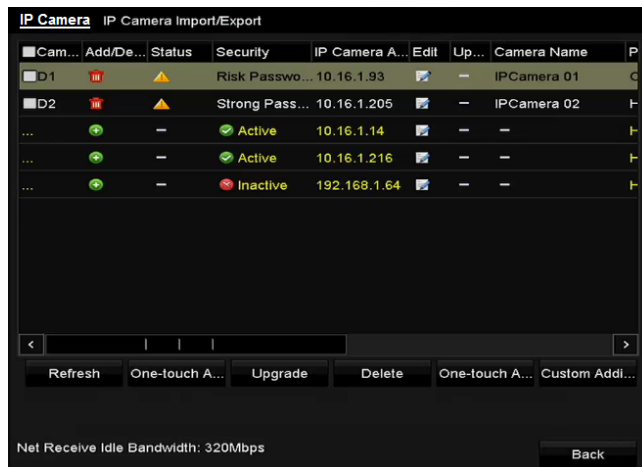 IP Camera IP Camera Import/Export
Cam... Add/De... Status Security IP Camera A... Edit Up... Camera Name P
D1 Risk Passwo... 10.16.1.93 — IPCamera 01
D2 Strong Pass... 10.16.1.205 — IPCamera 02
... — Active 10.16.1.14 — —
... — Active 10.16.1.216 — —
... — Inactive 192.168.1.64 — —
Refresh One-touch A... Upgrade Delete One-touch A... Custom Addi...
Net Receive Idle Bandwidth: 320Mbps
Back